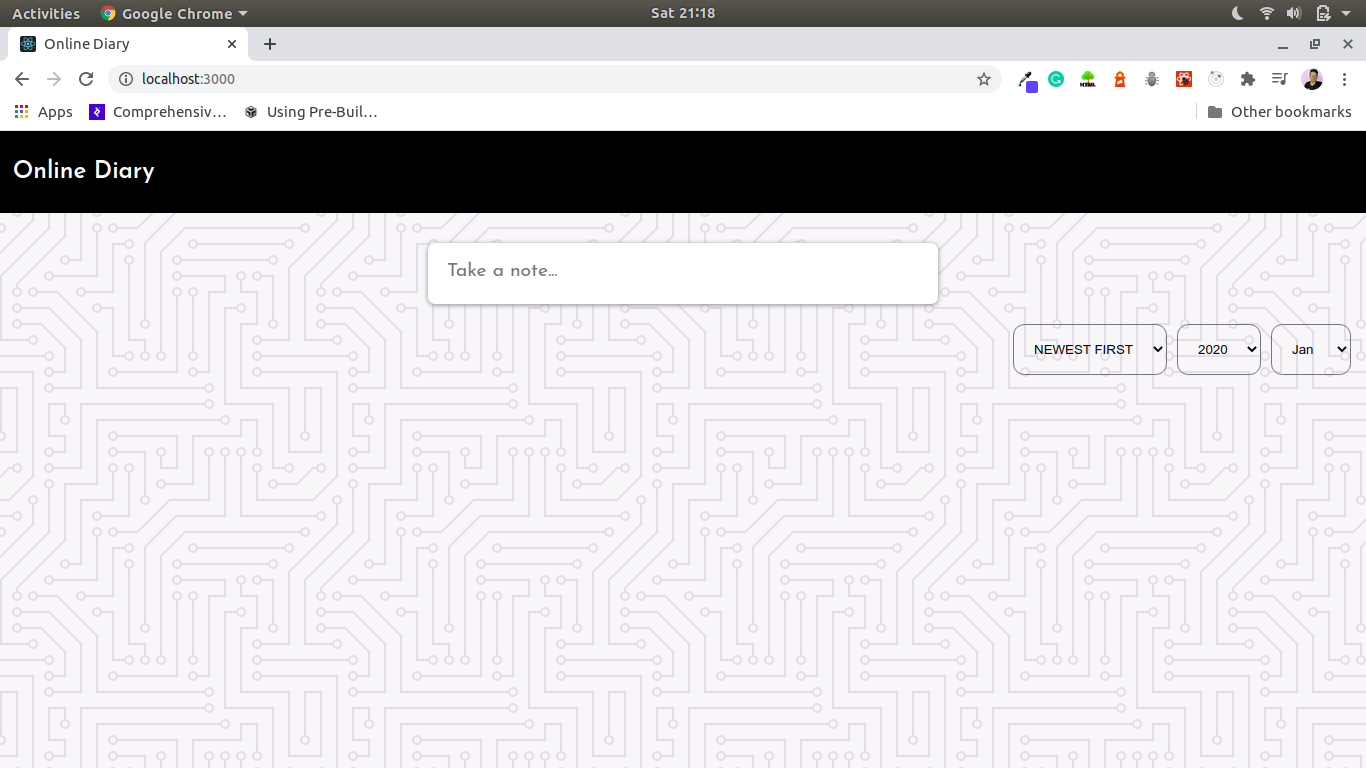 Activities Google Chrome Sat 21:18
Online Diary
localhost:3000
Apps Comprehensiv... Using Pre-Buil... Other bookmarks
Online Diary
Take a note...
NEWEST FIRST 2020 Jan